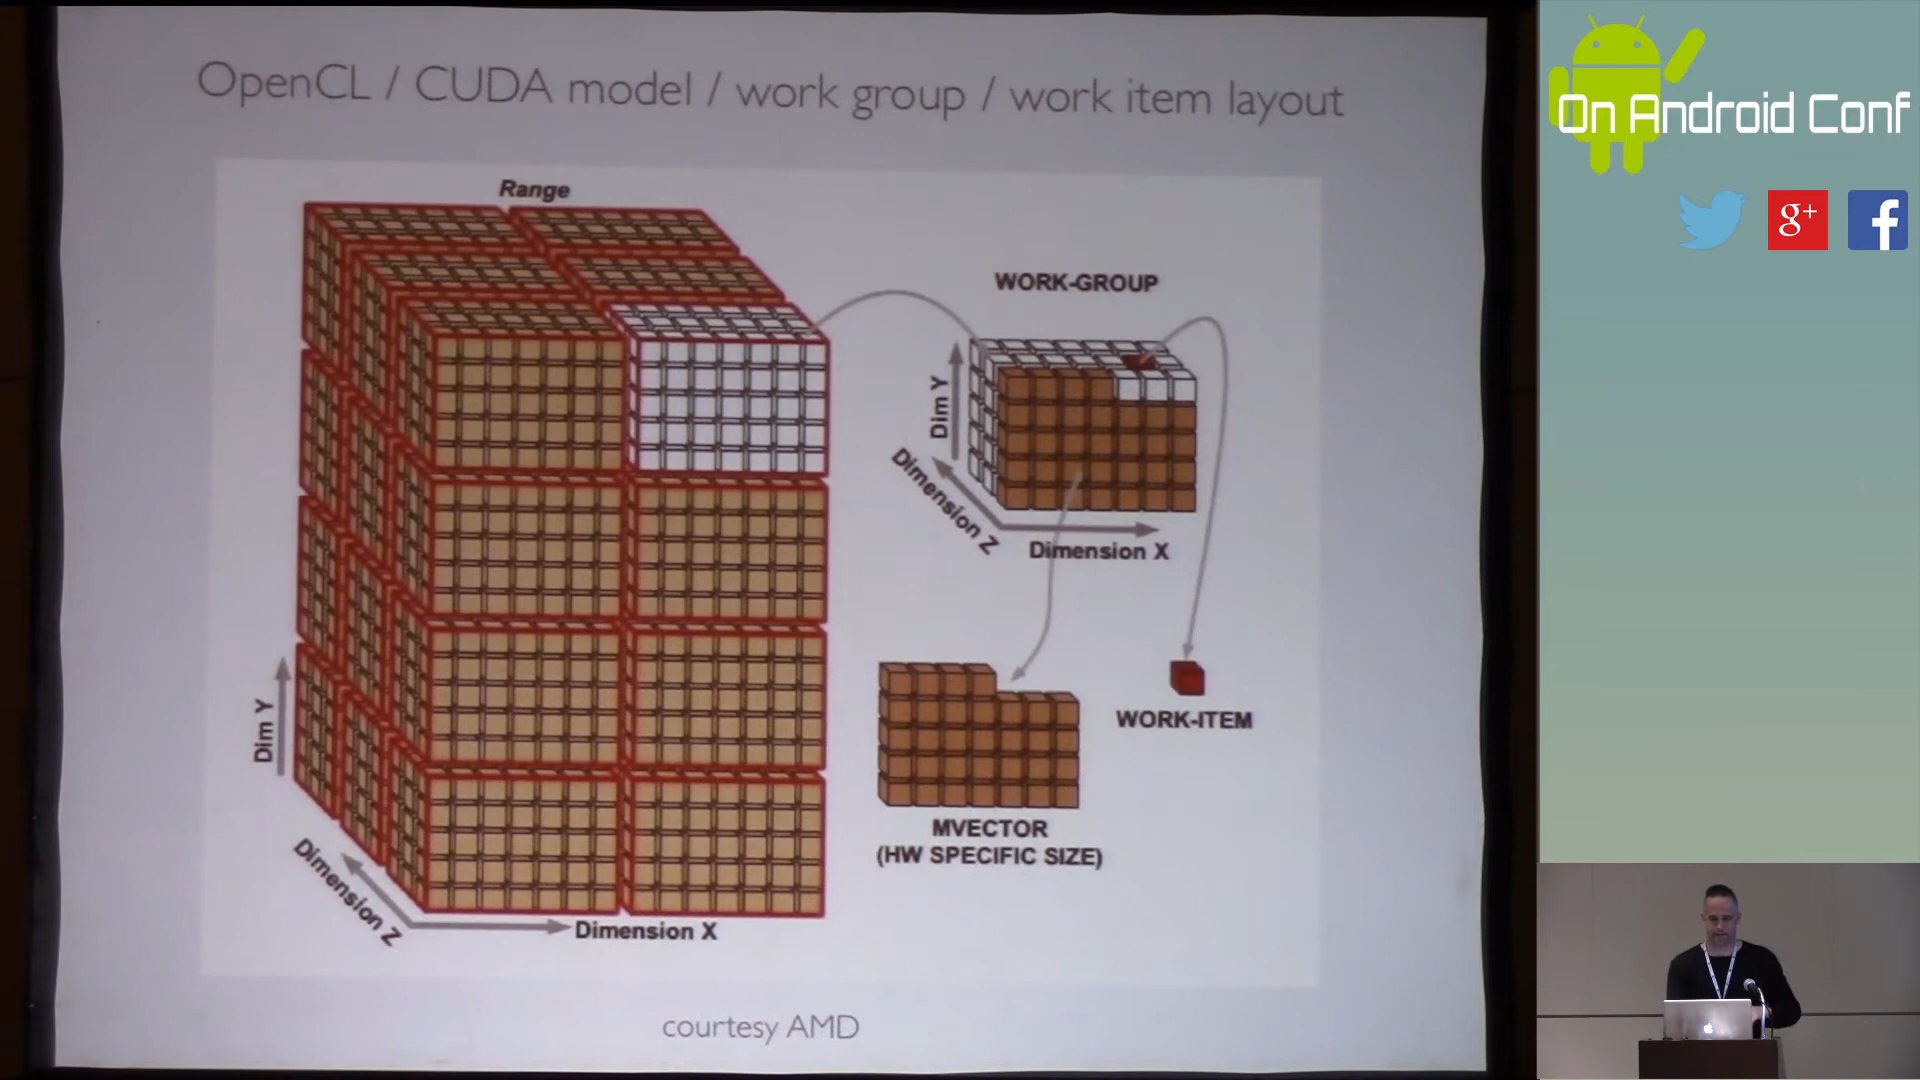 OpenCL / CUDA model / work group / work item layout
Range
WORK-GROUP
Dim Y
Dimension Z
Dimension X
WORK-ITEM
MVECTOR
(HW SPECIFIC SIZE)
Dim Y
Dimension Z
Dimension X
courtesy AMD
On Android Conf
g+
f